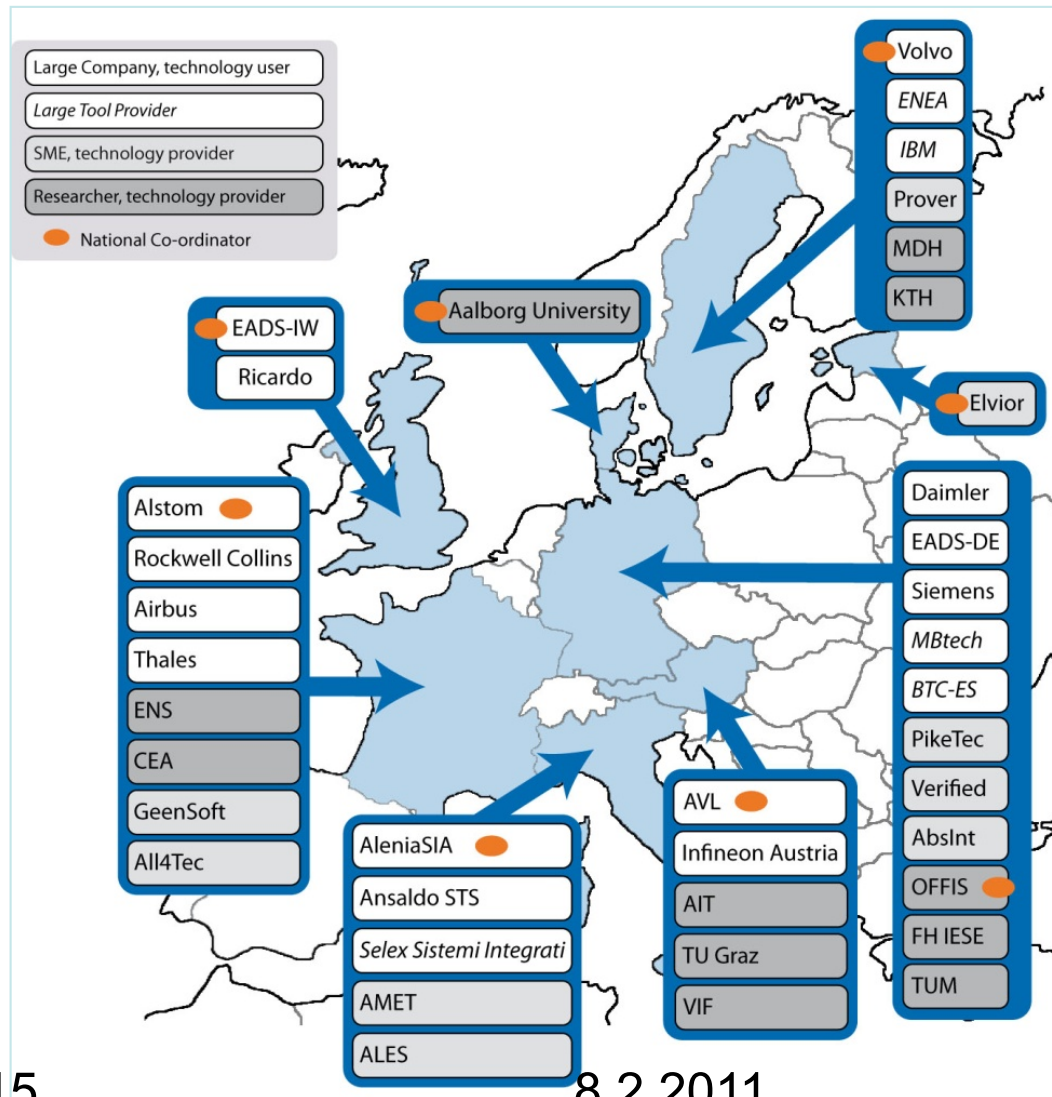 Large Company, technology user
Large Tool Provider
SME, technology provider
Researcher, technology provider
National Co-ordinator
Volvo
ENEA
IBM
Prover
MDH
KTH
Aalborg University
EADS-IW
Ricardo
Elvior
Alstom
Rockwell Collins
Airbus
Thales
ENS
CEA
GeenSoft
All4Tec
Daimler
EADS-DE
Siemens
MBtech
BTC-ES
PikeTec
Verified
AbsInt
OFFIS
FH IESE
TUM
AleniaSIA
Ansaldo STS
Selex Sistemi Integrati
AMET
ALES
AVL
Infineon Austria
AIT
TU Graz
VIF
8.2.2011